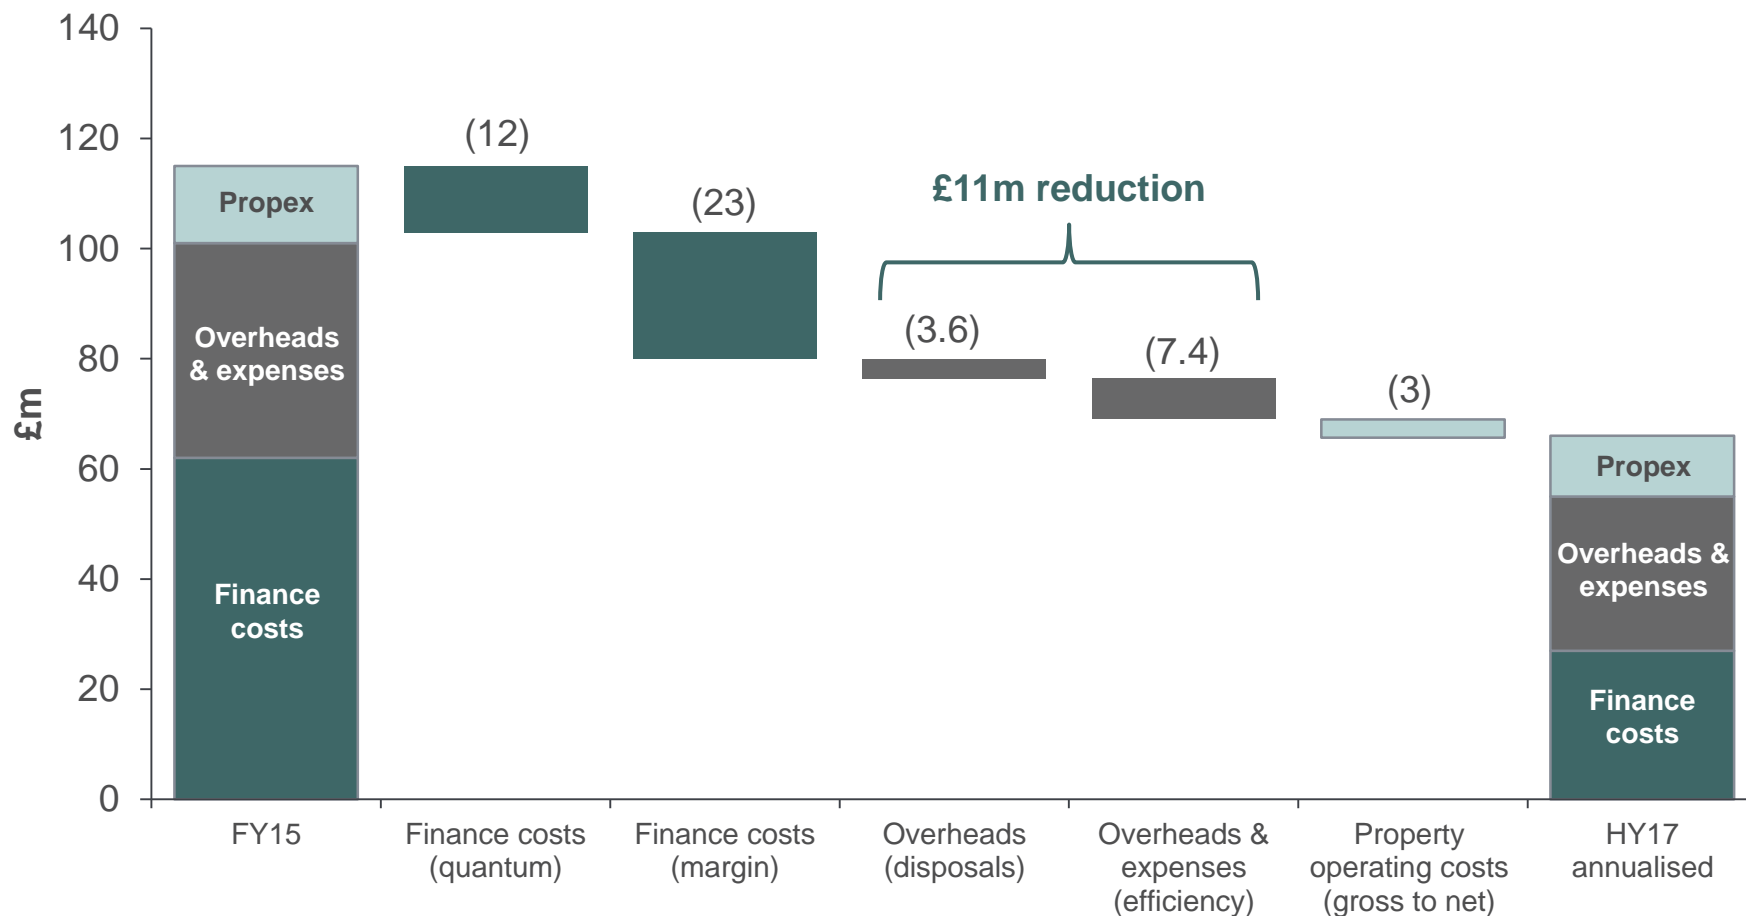 140
120
100
80
60
40
20
0
£m
Propex
Overheads
& expenses
Finance
costs
(12)
(23)
£11m reduction
(3.6)
(7.4)
(3)
Propex
Overheads &
expenses
Finance
costs
FY15
Finance costs
(quantum)
Finance costs
(margin)
Overheads
(disposals)
Overheads &
expenses
(efficiency)
Property
operating costs
(gross to net)
HY17
annualised